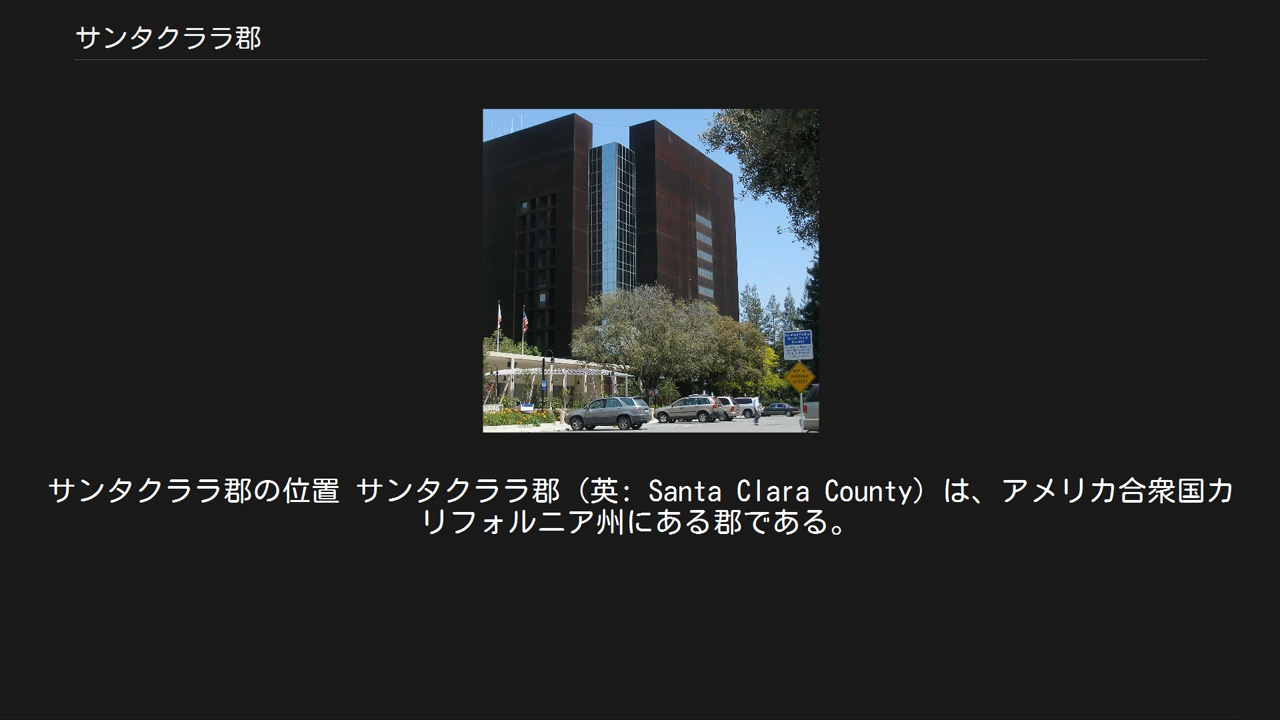 サンタクララ郡
サンタクララ郡の位置 サンタクララ郡（英: Santa Clara County）は、アメリカ合衆国カ
リフォルニア州にある郡である。